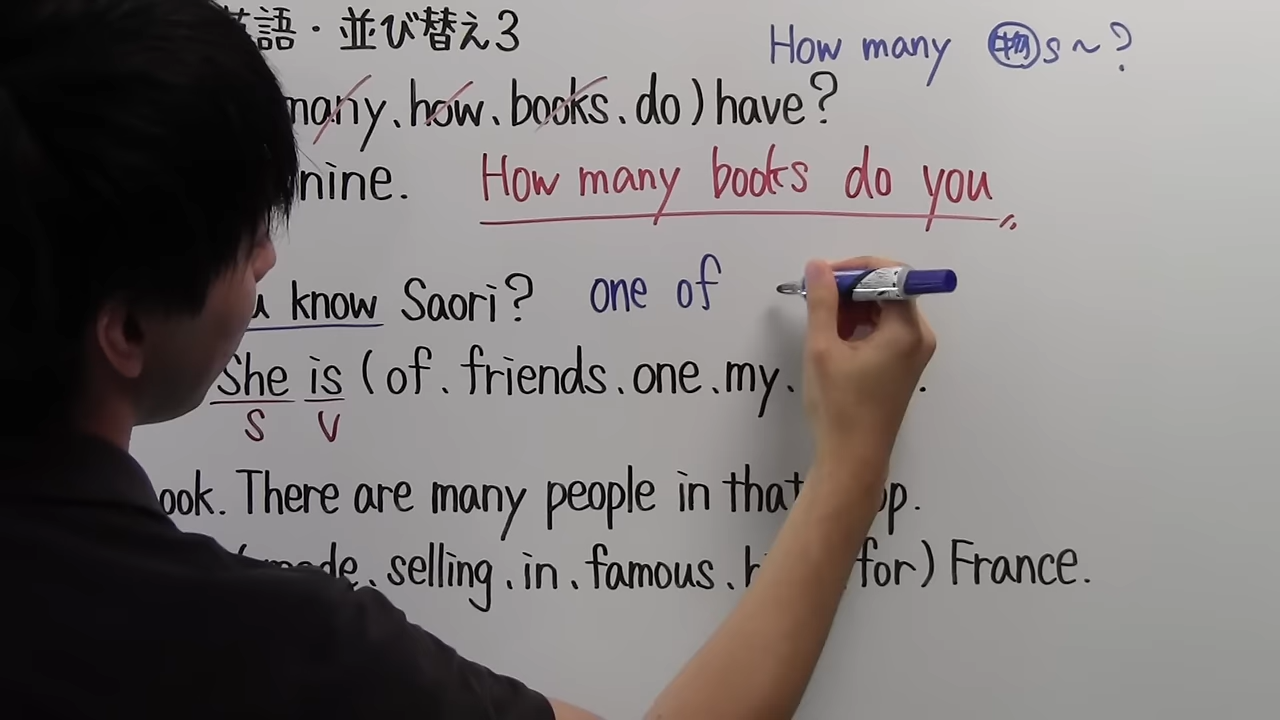 語・並び替え3
How many 物s~?
many. how. books. do) have?
nine. How many books do you
know Saori? one of
She is (of. friends. one. my.
S V
ook. There are many people in that
selling. in. famous. for) France.